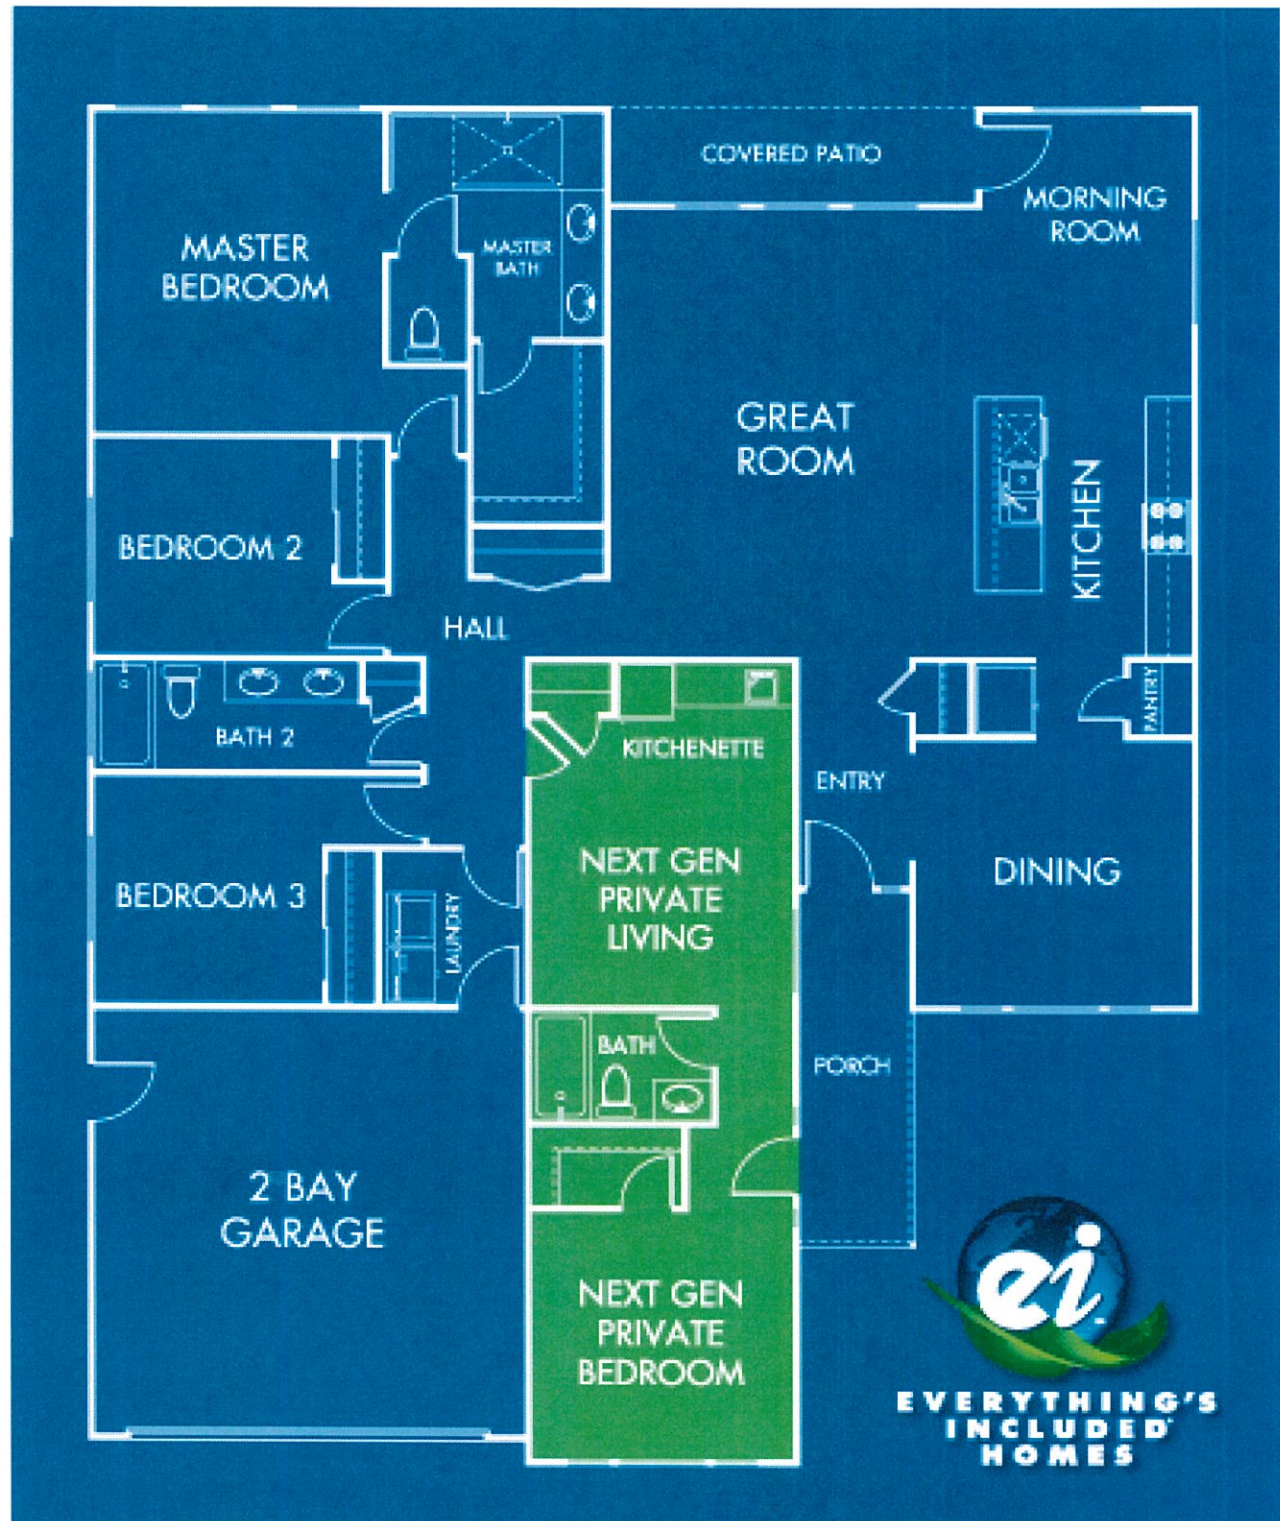 COVERED PATIO
MORNING
ROOM
MASTER
BEDROOM
MASTER
BATH
GREAT
ROOM
KITCHEN
BEDROOM 2
HALL
PANTRY
BATH 2
KITCHENETTE
ENTRY
NEXT GEN
PRIVATE
LIVING
DINING
BEDROOM 3
LAUNDRY
BATH
PORCH
2 BAY
GARAGE
NEXT GEN
PRIVATE
BEDROOM
ei
EVERYTHING'S
INCLUDED
HOMES